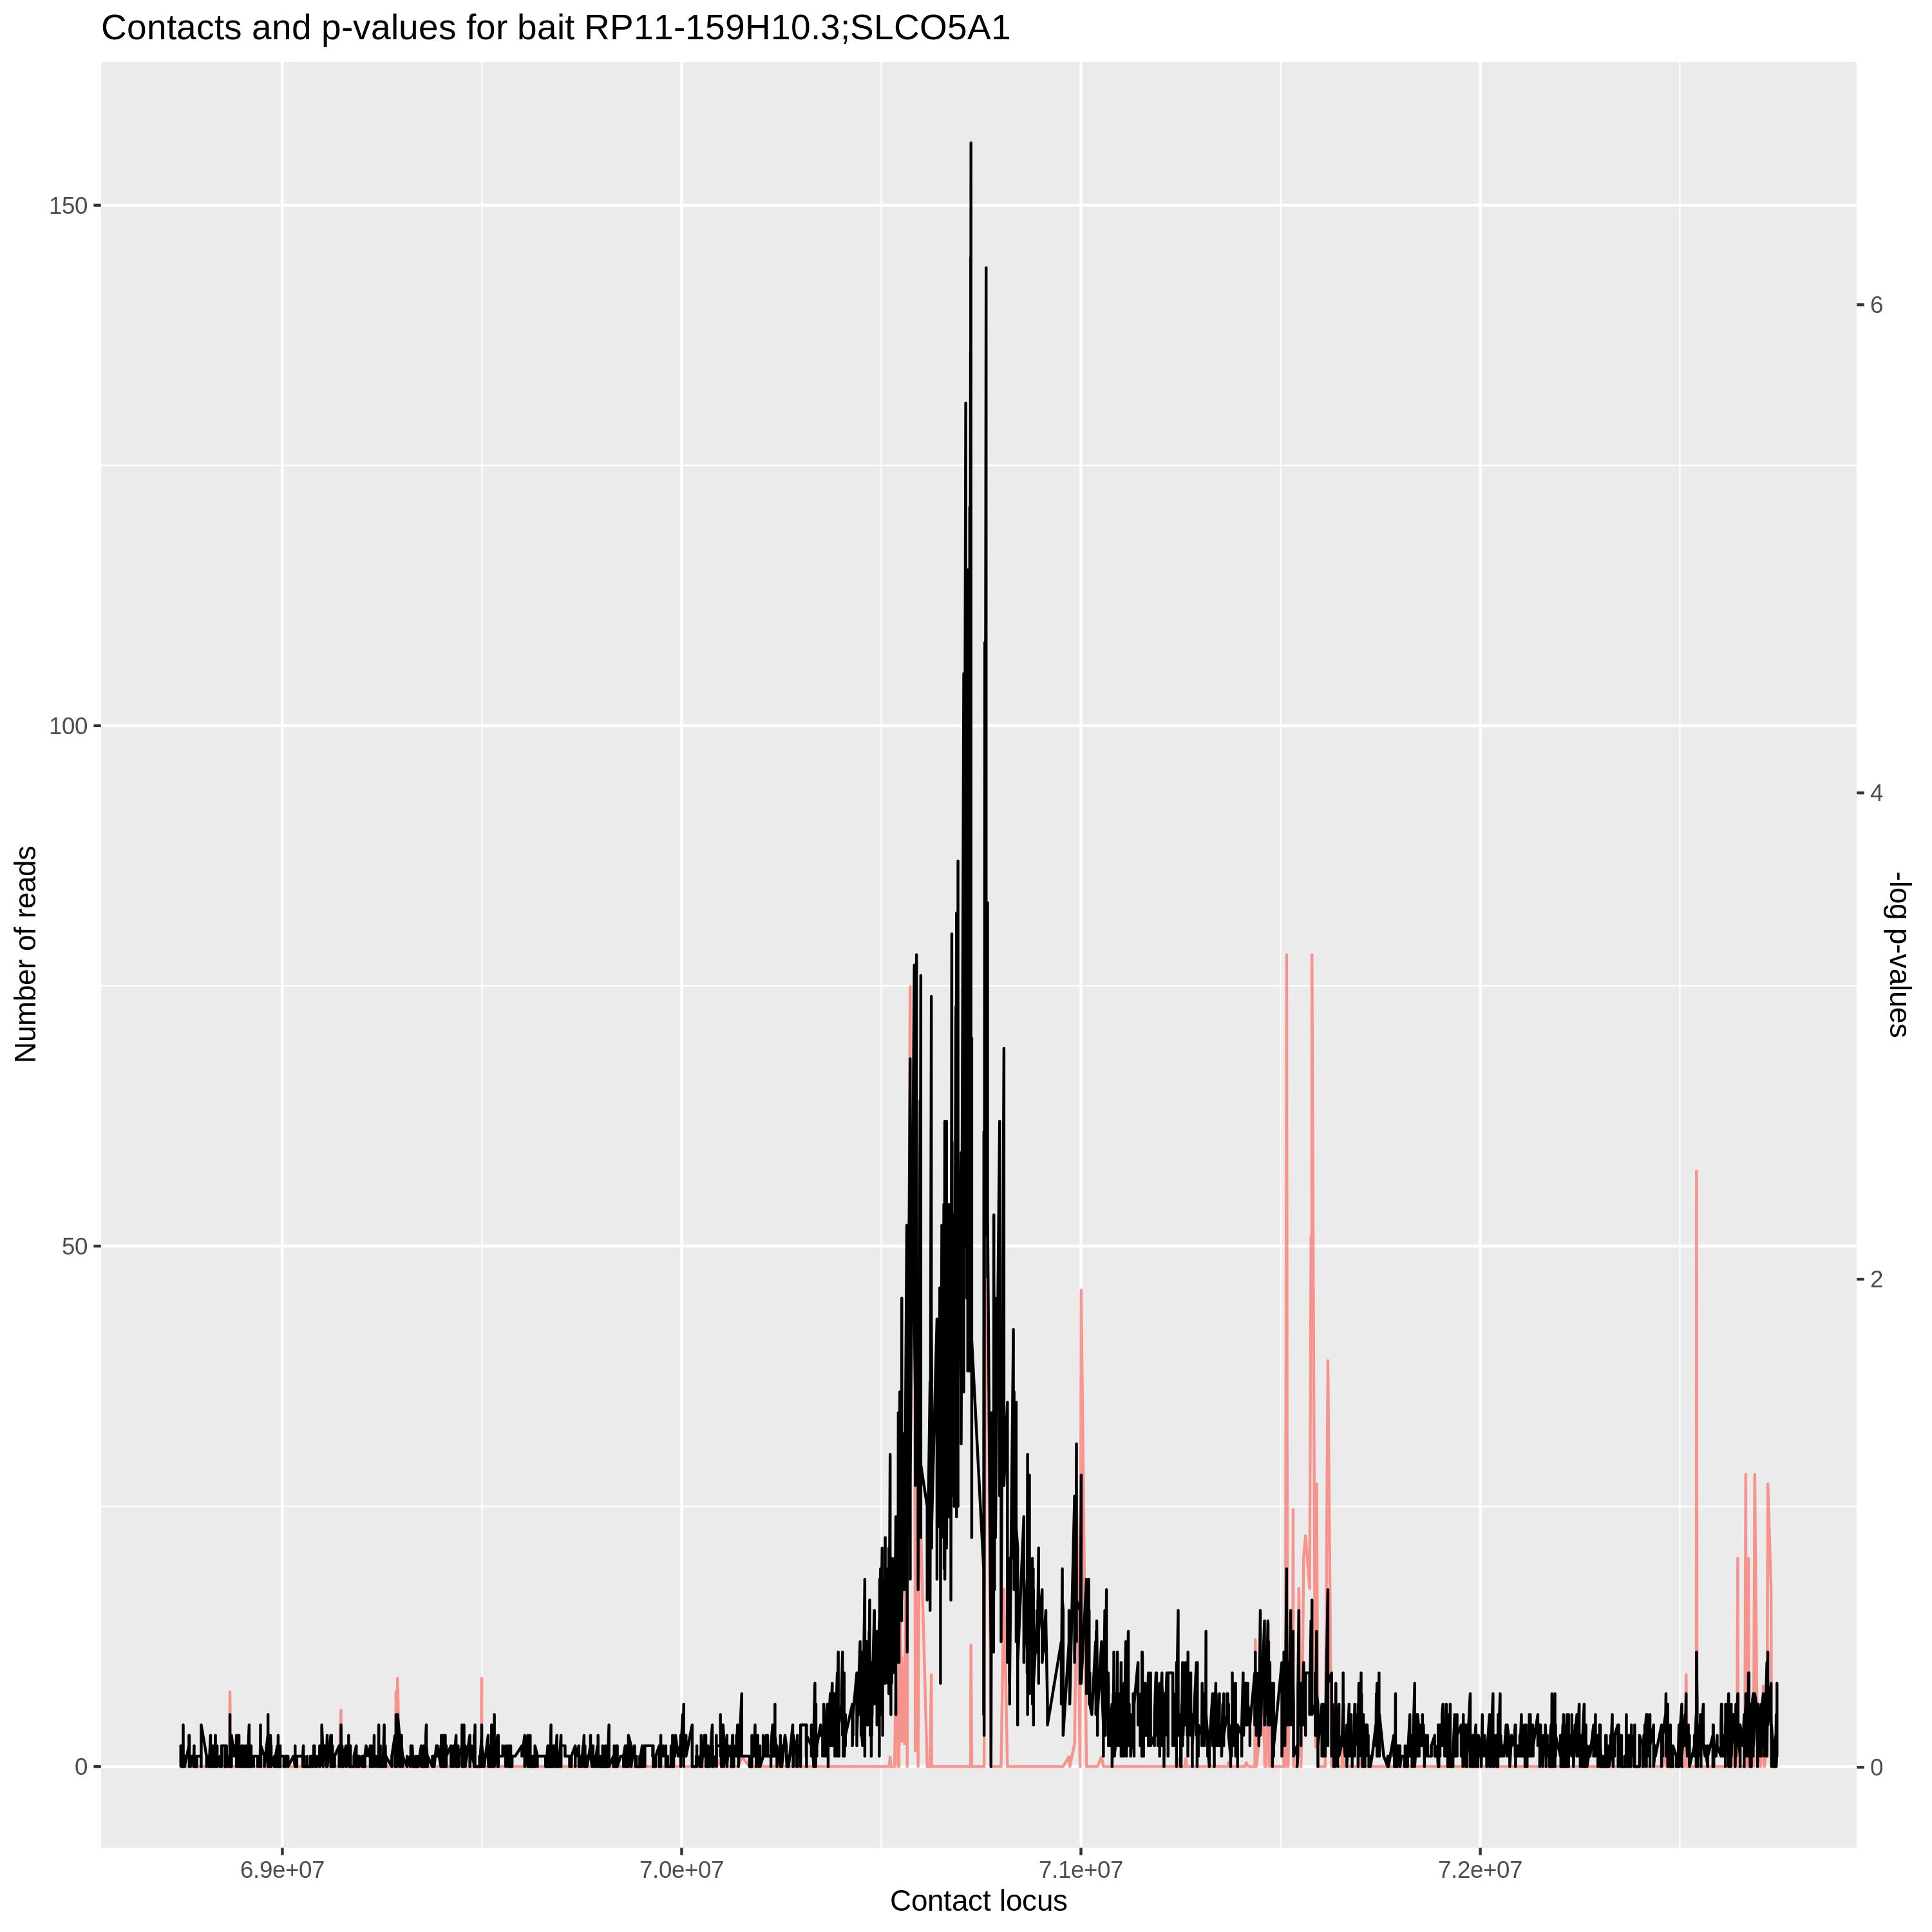 Contacts and p-values for bait RP11-159H10.3;SLCO5A1
150
100
50
0
Number of reads
6
4
2
0
-log p-values
6.9e+07
7.0e+07
7.1e+07
7.2e+07
Contact locus